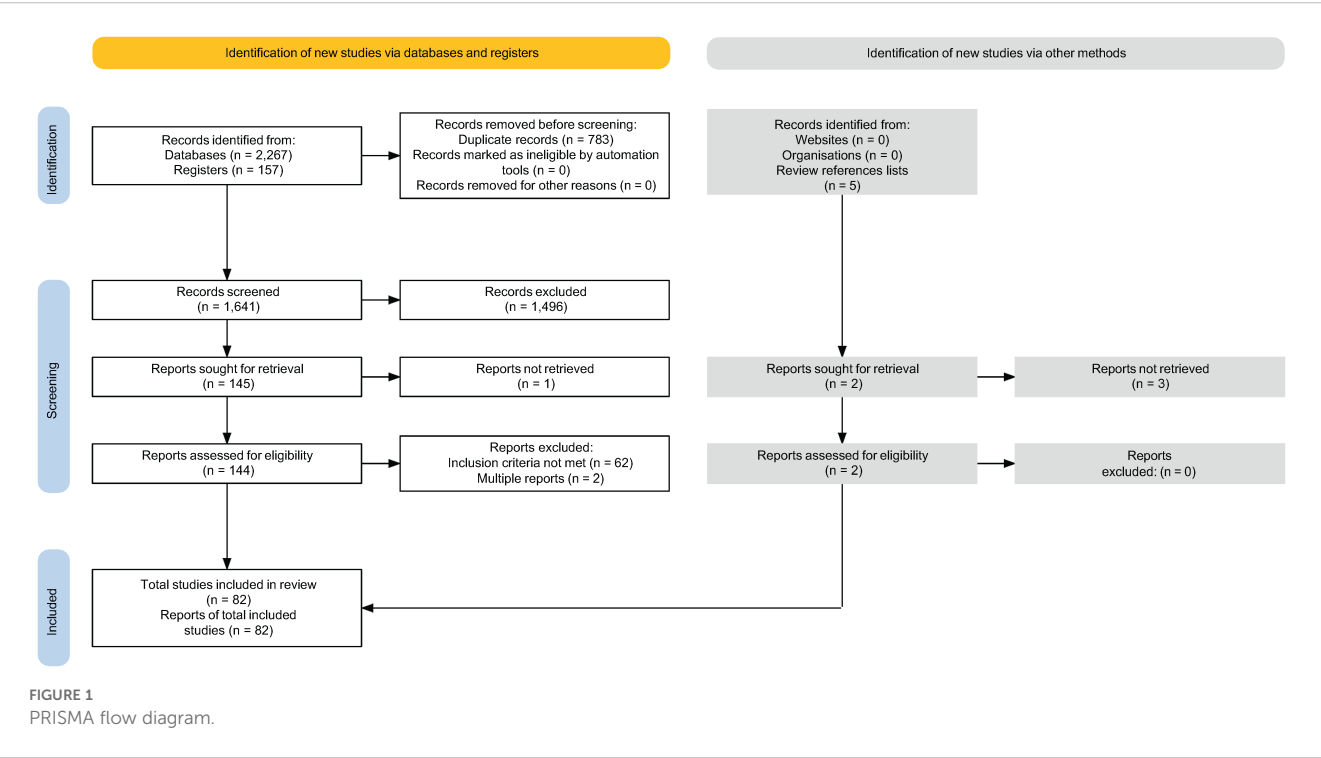 Identification of new studies via databases and registers
Identification of new studies via other methods
Identification
Records identified from:
Databases (n = 2,267)
Registers (n = 157)
Records removed before screening:
Duplicate records (n = 783)
Records marked as ineligible by automation
tools (n = 0)
Records removed for other reasons (n = 0)
Records identified from:
Websites (n = 0)
Organisations (n = 0)
Review references lists
(n = 5)
Screening
Records screened
(n = 1,641)
Records excluded
(n = 1,496)
Reports sought for retrieval
(n = 145)
Reports not retrieved
(n = 1)
Reports sought for retrieval
(n = 2)
Reports not retrieved
(n = 3)
Reports assessed for eligibility
(n = 144)
Reports excluded:
Inclusion criteria not met (n = 62)
Multiple reports (n = 2)
Reports assessed for eligibility
(n = 2)
Reports
excluded: (n = 0)
Included
Total studies included in review
(n = 82)
Reports of total included
studies (n = 82)
FIGURE 1
PRISMA flow diagram.